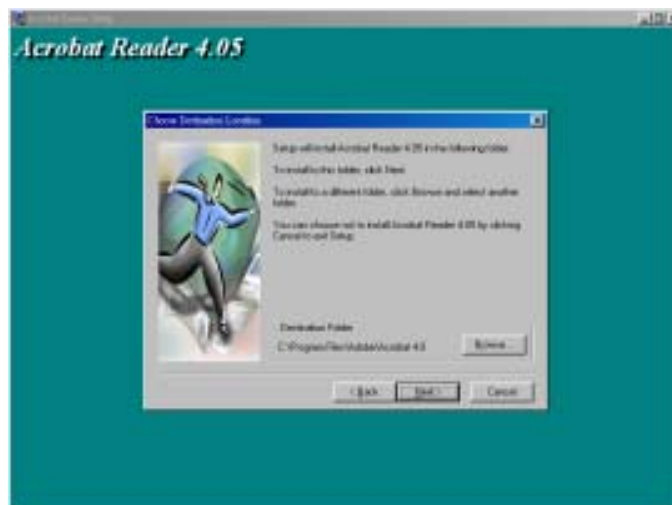 Acrobat Reader Setup
Acrobat Reader 4.05
Choose Destination Location
Setup will install Acrobat Reader 4.05 in the following folder.
To install to this folder, click Next.
To install to a different folder, click Browse and select another
folder.
You can choose not to install Acrobat Reader 4.05 by clicking
Cancel to exit Setup.
Destination Folder
C:\Program Files\Adobe\Acrobat 4.0
Browse...
< Back
Next >
Cancel